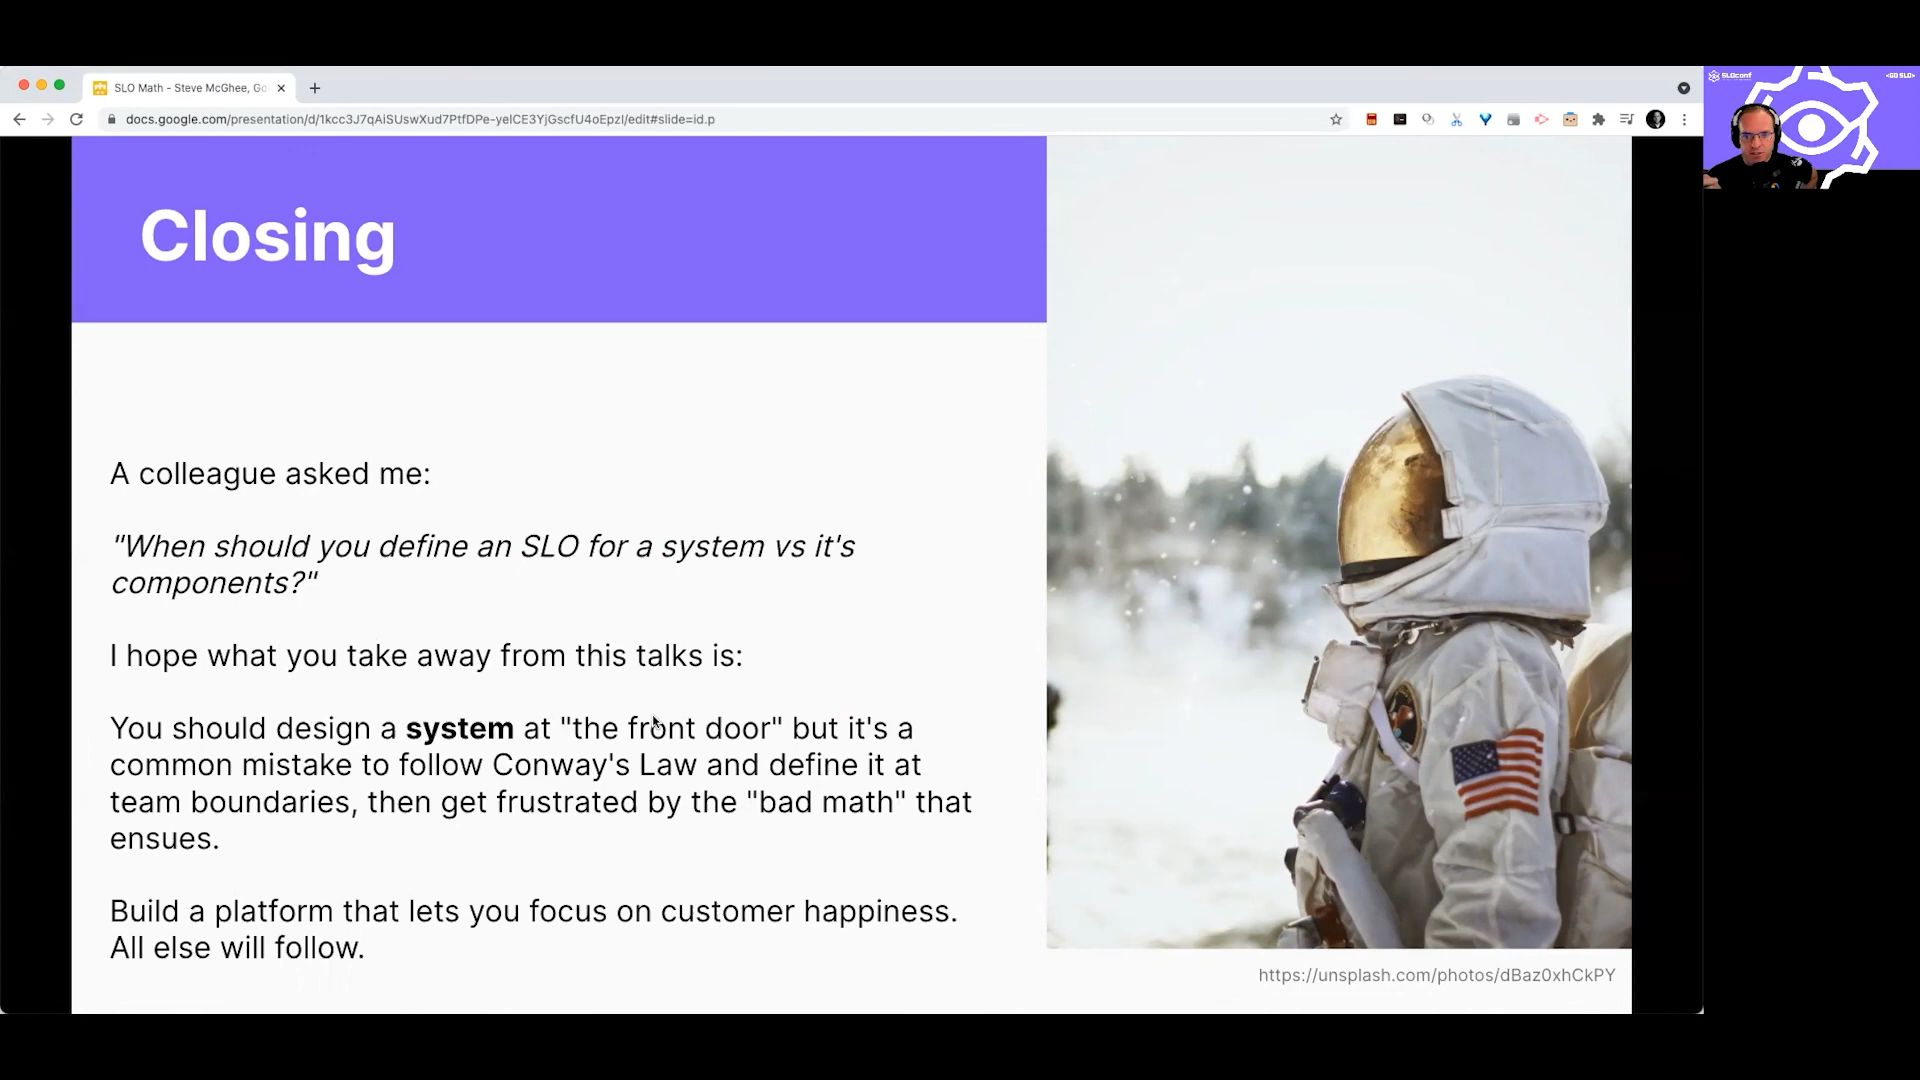 SLO Math - Steve McGhee, Go
docs.google.com/presentation/d/1kcc3J7qAiSUswXud7PtfDPe-yelCE3YjGscfU4oEpzI/edit#slide=id.p
SLOconf
<GO SLO>
Closing
A colleague asked me:
"When should you define an SLO for a system vs it's
components?"
I hope what you take away from this talks is:
You should design a system at "the front door" but it's a
common mistake to follow Conway's Law and define it at
team boundaries, then get frustrated by the "bad math" that
ensues.
Build a platform that lets you focus on customer happiness.
All else will follow.
https://unsplash.com/photos/dBaz0xhCkPY